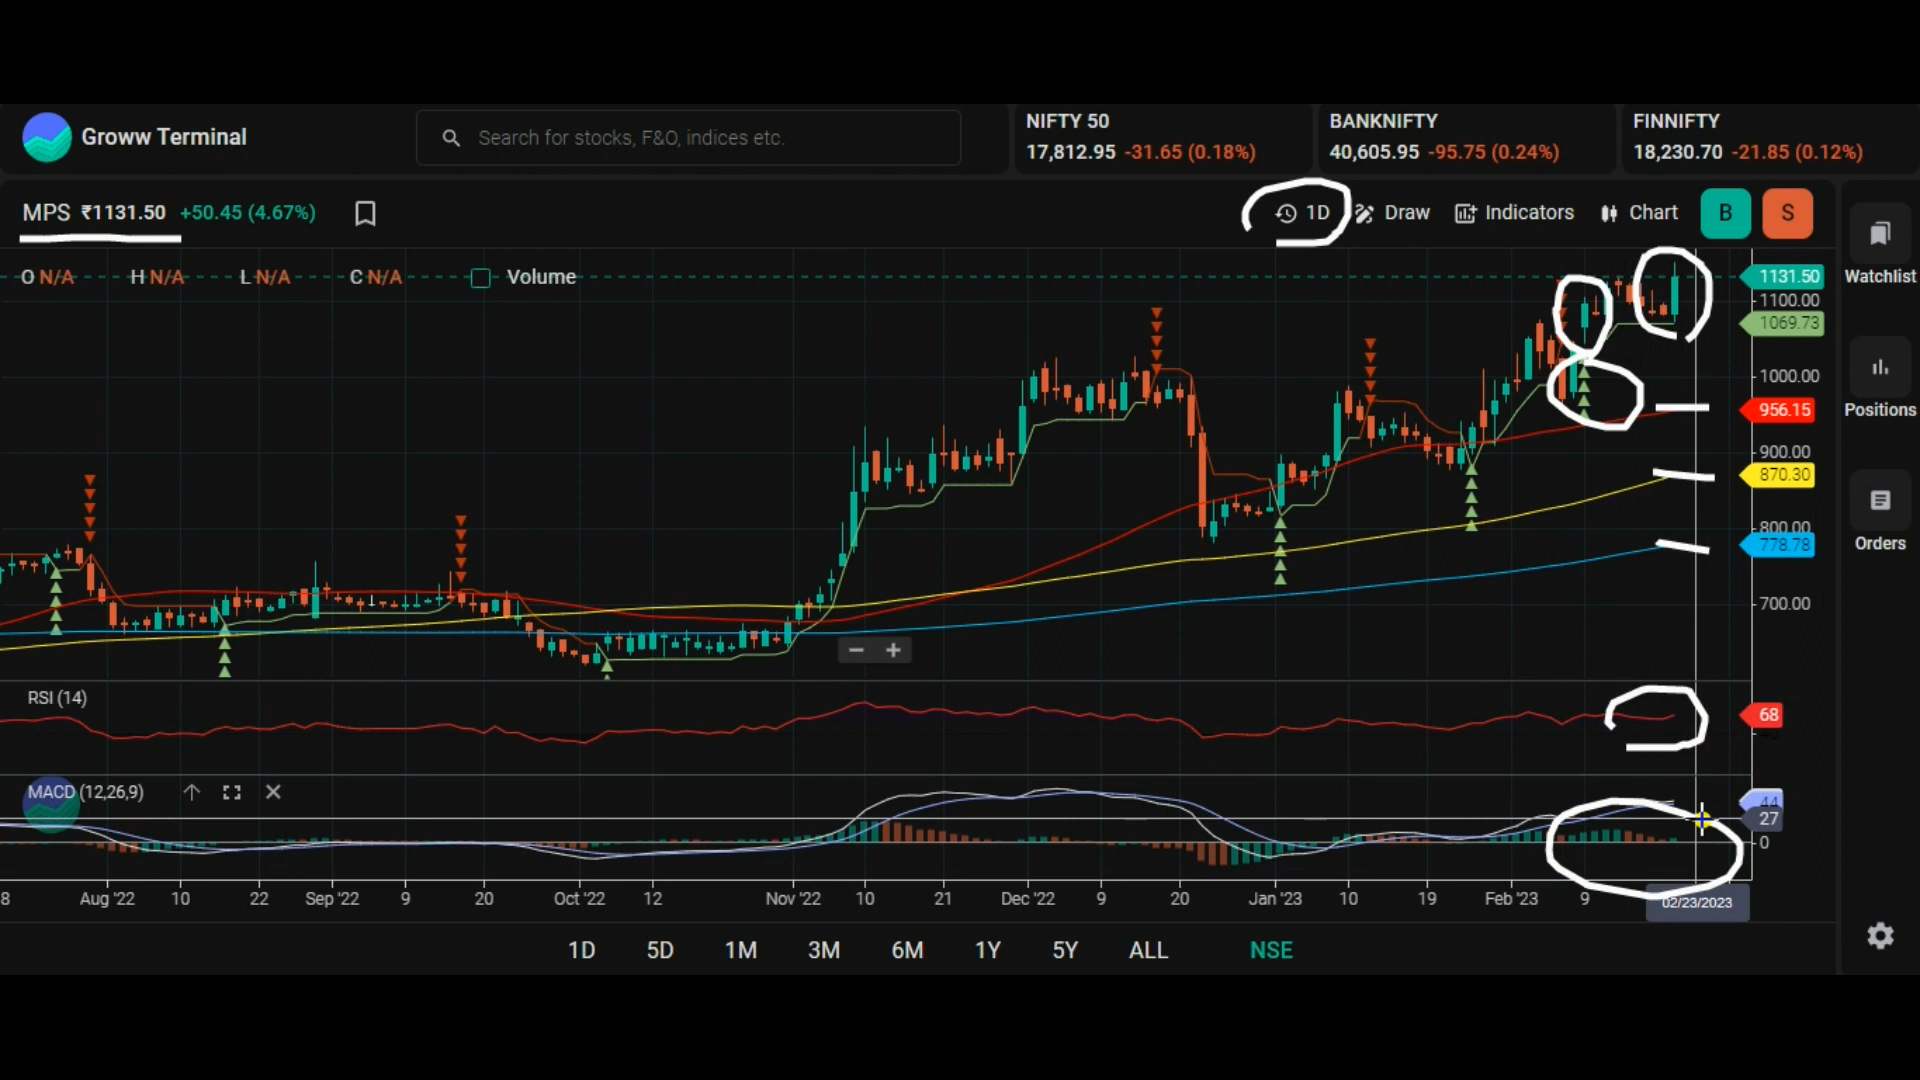 Groww Terminal
Search for stocks, F&O, indices etc.
NIFTY 50
17,812.95 -31.65 (0.18%)
BANKNIFTY
40,605.95 -95.75 (0.24%)
FINNIFTY
18,230.70 -21.85 (0.12%)
MPS ₹1131.50 +50.45 (4.67%)
1D Draw Indicators Chart B S
Watchlist
Positions
Orders
O N/A H N/A L N/A C N/A Volume
1131.50
1100.00
1069.73
1000.00
956.15
900.00
870.30
800.00
778.78
700.00
RSI (14)
68
MACD (12,26,9)
44
27
0
8 Aug '22 10 22 Sep '22 9 20 Oct '22 12 Nov '22 10 21 Dec '22 9 20 Jan '23 10 19 Feb '23 9 02/23/2023
1D 5D 1M 3M 6M 1Y 5Y ALL NSE